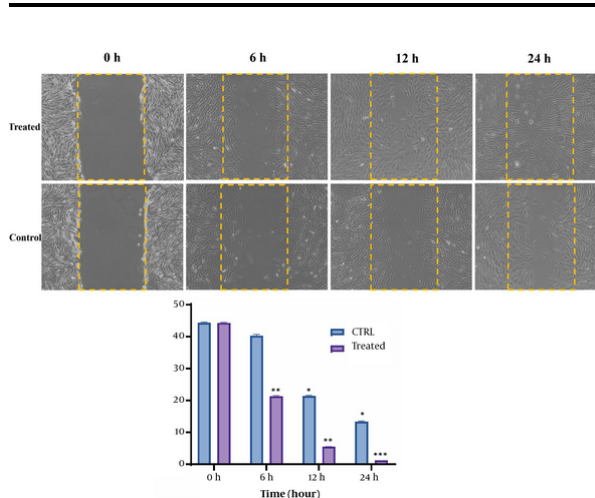 0 h 6 h 12 h 24 h
Treated
Control
50
40
30
20
10
0
CTRL
Treated
**
*
**
*
***
0 h 6 h 12 h 24 h
Time (hour)